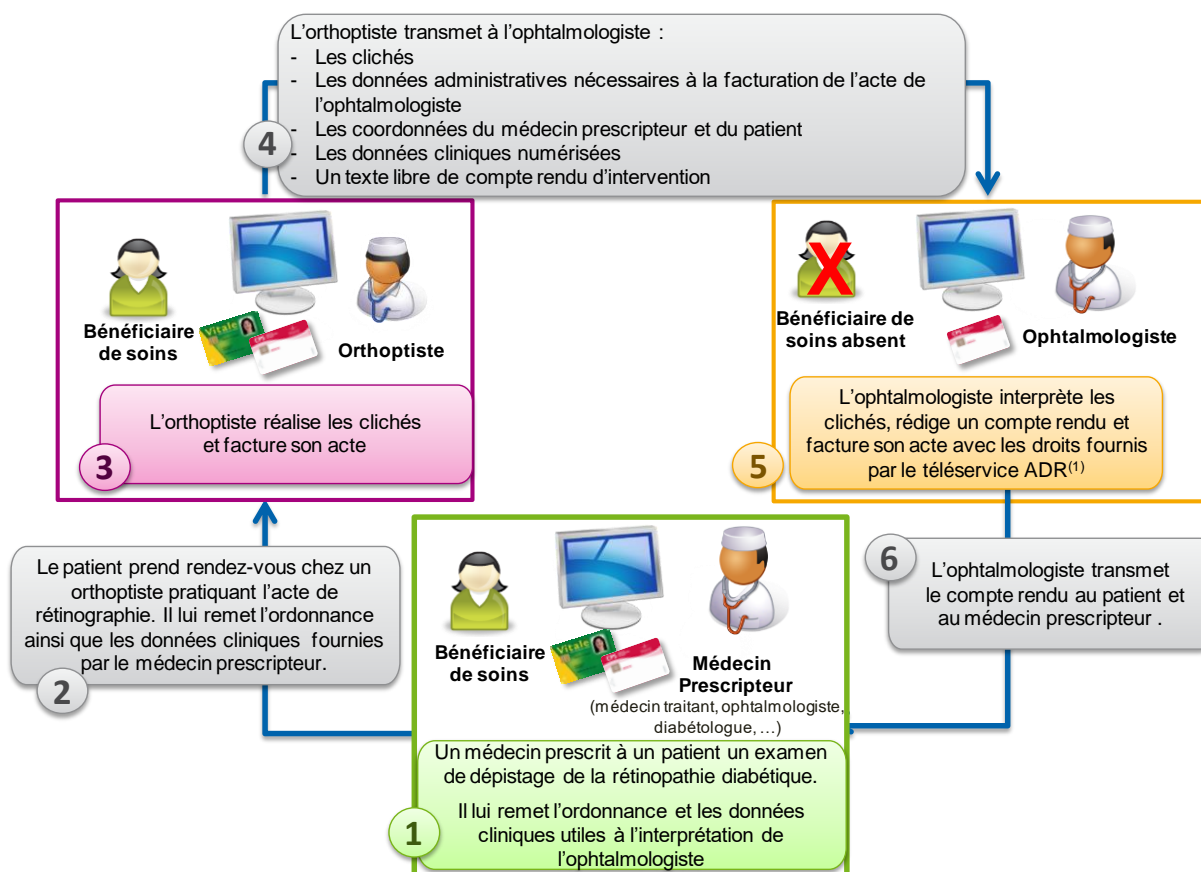 L'orthoptiste transmet à l'ophtalmologiste :
- Les clichés
- Les données administratives nécessaires à la facturation de l'acte de
l'ophtalmologiste
- Les coordonnées du médecin prescripteur et du patient
- Les données cliniques numérisées
- Un texte libre de compte rendu d'intervention
4
Bénéficiaire
de soins
Vitale
CPS
Orthoptiste
L'orthoptiste réalise les clichés
et facture son acte
3
X
Bénéficiaire de
soins absent
CPS
Ophtalmologiste
L'ophtalmologiste interprète les
clichés, rédige un compte rendu et
facture son acte avec les droits fournis
par le téléservice ADR(1)
5
Le patient prend rendez-vous chez un
orthoptiste pratiquant l'acte de
rétinographie. Il lui remet l'ordonnance
ainsi que les données cliniques fournies
par le médecin prescripteur.
2
Bénéficiaire
de soins
Vitale
CPS
Médecin
Prescripteur
(médecin traitant, ophtalmologiste,
diabétologue, …)
6
L'ophtalmologiste transmet
le compte rendu au patient et
au médecin prescripteur .
Un médecin prescrit à un patient un examen
de dépistage de la rétinopathie diabétique.
Il lui remet l'ordonnance et les données
cliniques utiles à l'interprétation de
l'ophtalmologiste
1